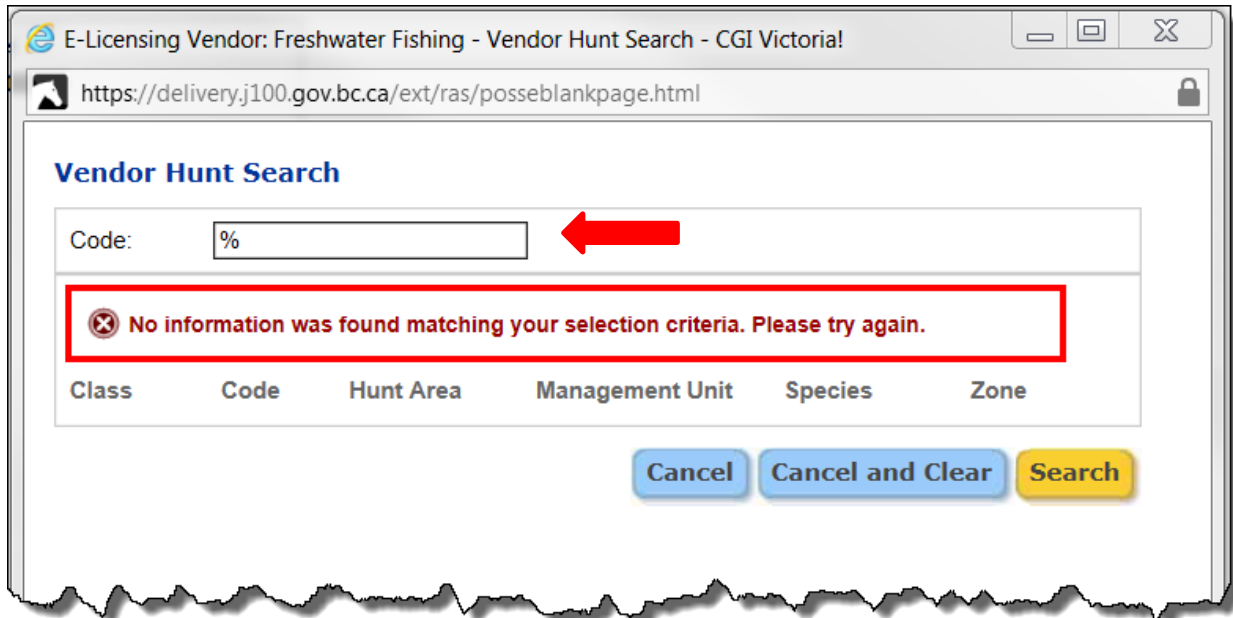 E-Licensing Vendor: Freshwater Fishing - Vendor Hunt Search - CGI Victoria!
https://delivery.j100.gov.bc.ca/ext/ras/posseblankpage.html
Vendor Hunt Search
Code: %
No information was found matching your selection criteria. Please try again.
Class Code Hunt Area Management Unit Species Zone
Cancel Cancel and Clear Search